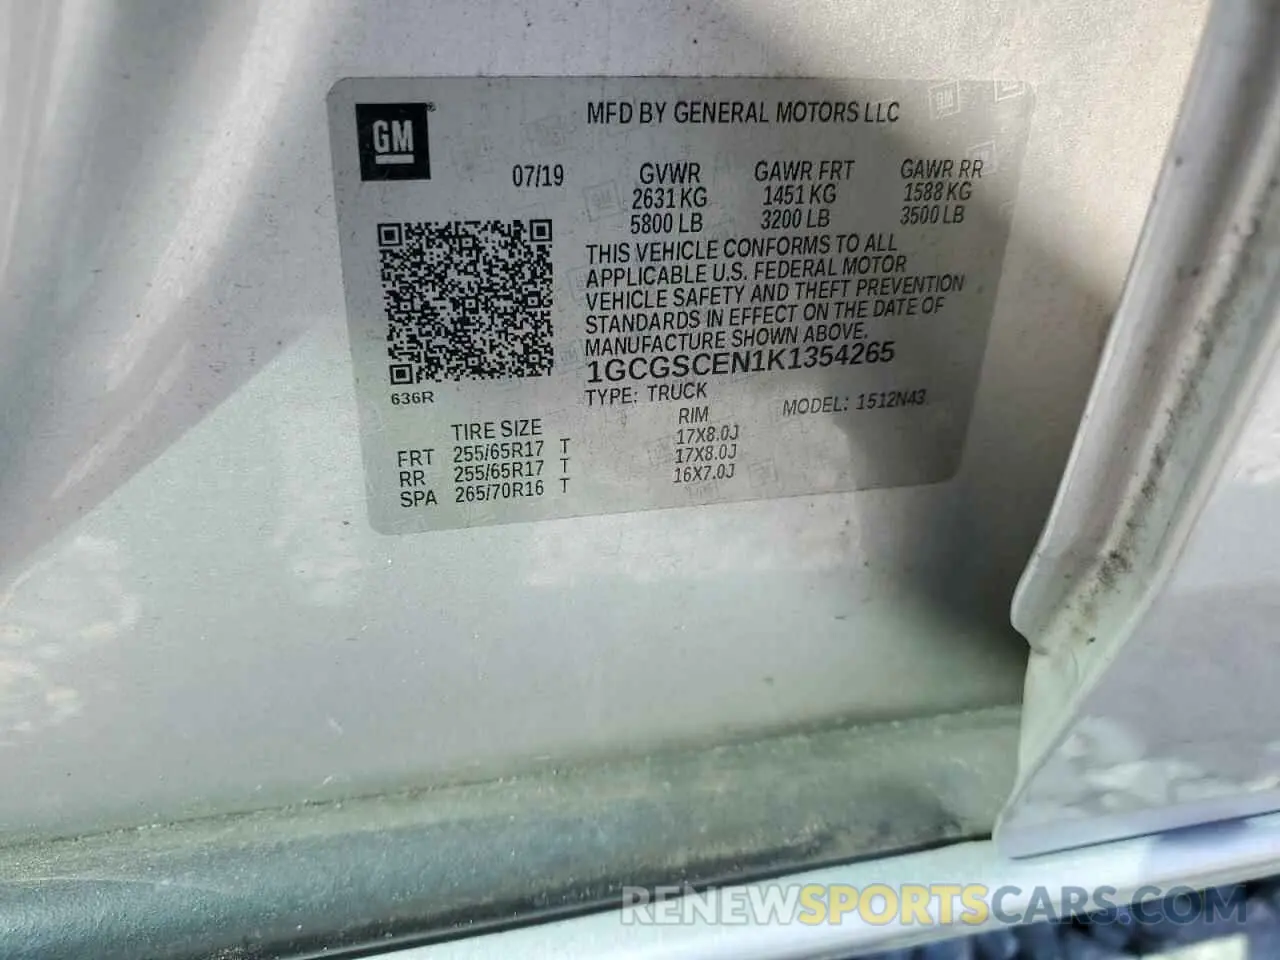 GM
MFD BY GENERAL MOTORS LLC
07/19 GVWR GAWR FRT GAWR RR
2631 KG 1451 KG 1588 KG
5800 LB 3200 LB 3500 LB
THIS VEHICLE CONFORMS TO ALL
APPLICABLE U.S. FEDERAL MOTOR
VEHICLE SAFETY AND THEFT PREVENTION
STANDARDS IN EFFECT ON THE DATE OF
MANUFACTURE SHOWN ABOVE.
1GCGSCEN1K1354265
636R
TYPE: TRUCK MODEL: 1512N43
TIRE SIZE RIM
FRT 255/65R17 T 17X8.0J
RR 255/65R17 T 17X8.0J
SPA 265/70R16 T 16X7.0J
RENEWSPORTSCARS.COM